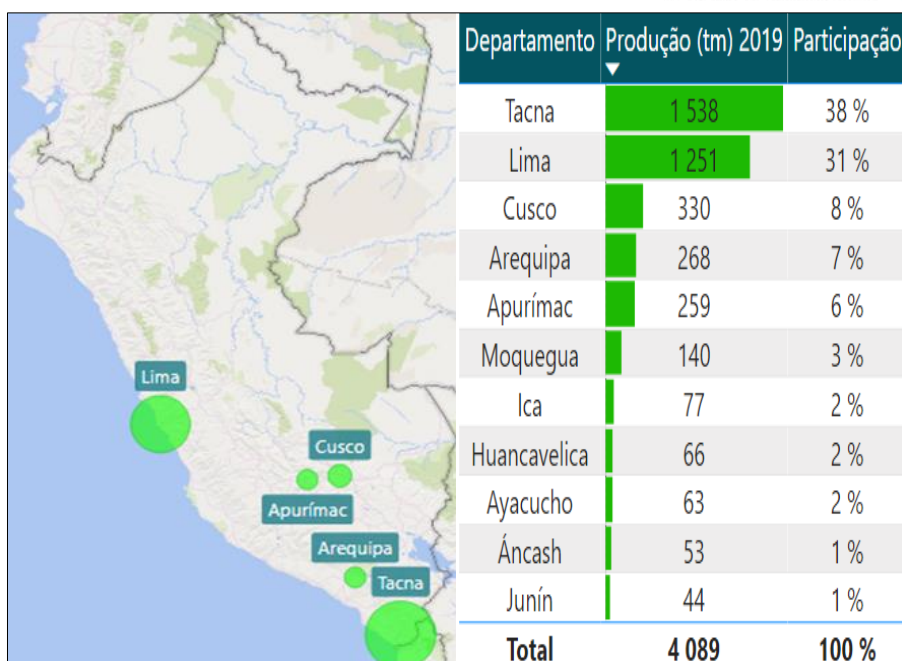 Departamento Produção (tm) 2019 Participação
Tacna 1 538 38 %
Lima 1 251 31 %
Cusco 330 8 %
Arequipa 268 7 %
Apurímac 259 6 %
Moquegua 140 3 %
Ica 77 2 %
Huancavelica 66 2 %
Ayacucho 63 2 %
Áncash 53 1 %
Junín 44 1 %
Total 4 089 100 %
Lima
Cusco
Apurímac
Arequipa
Tacna